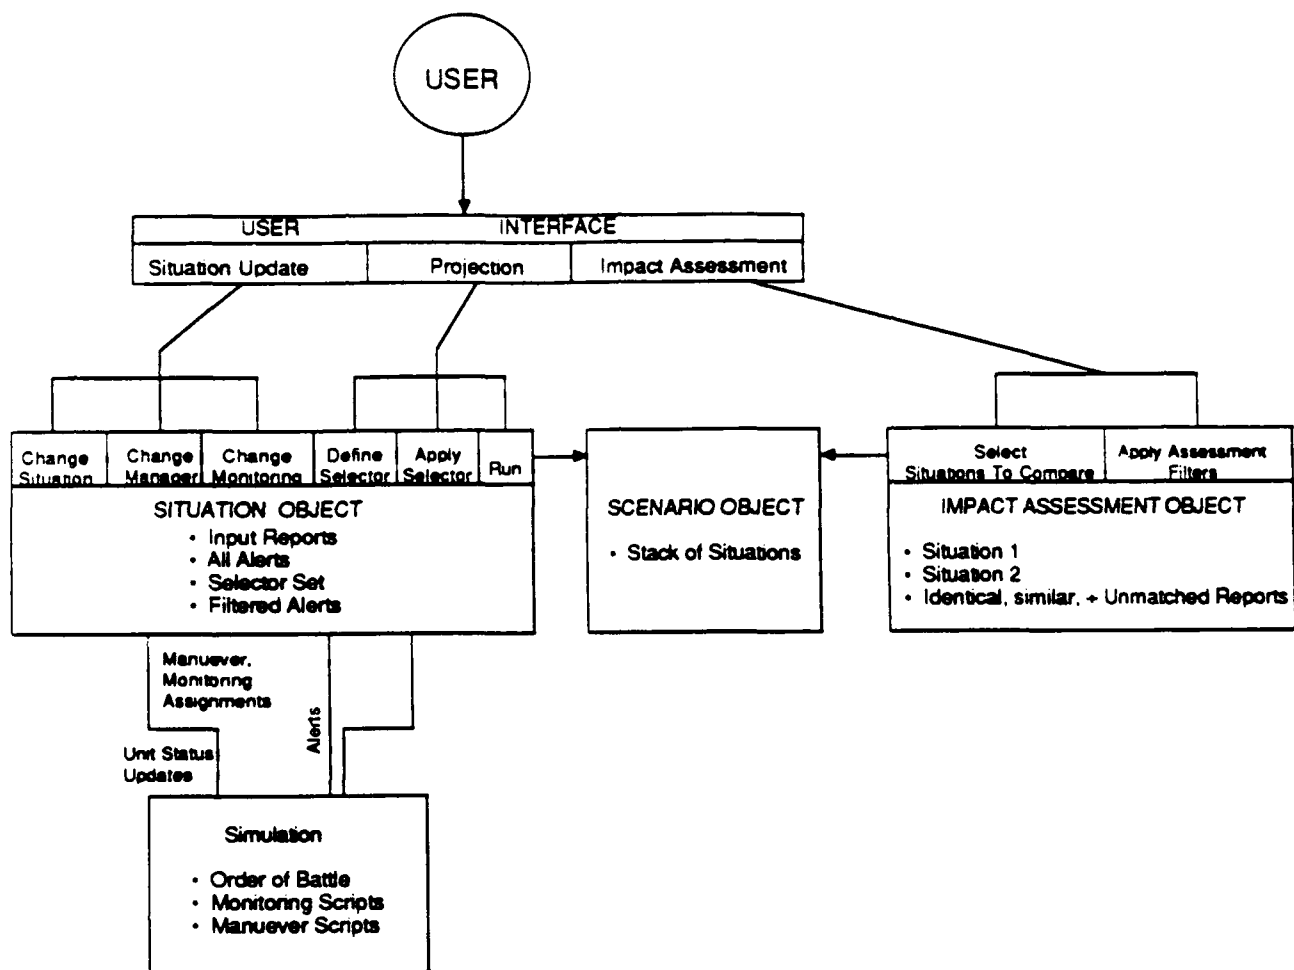 USER
USER INTERFACE
Situation Update
Projection
Impact Assessment
Change
Situation
Change
Manager
Change
Monitoring
Define
Selector
Apply
Selector
Run
SITUATION OBJECT
• Input Reports
• All Alerts
• Selector Set
• Filtered Alerts
SCENARIO OBJECT
• Stack of Situations
Select
Situations To Compare
Apply Assessment
Filters
IMPACT ASSESSMENT OBJECT
• Situation 1
• Situation 2
• Identical, similar, + Unmatched Reports
Manuever,
Monitoring
Assignments
Unit Status
Updates
Alerts
Simulation
• Order of Battle
• Monitoring Scripts
• Manuever Scripts